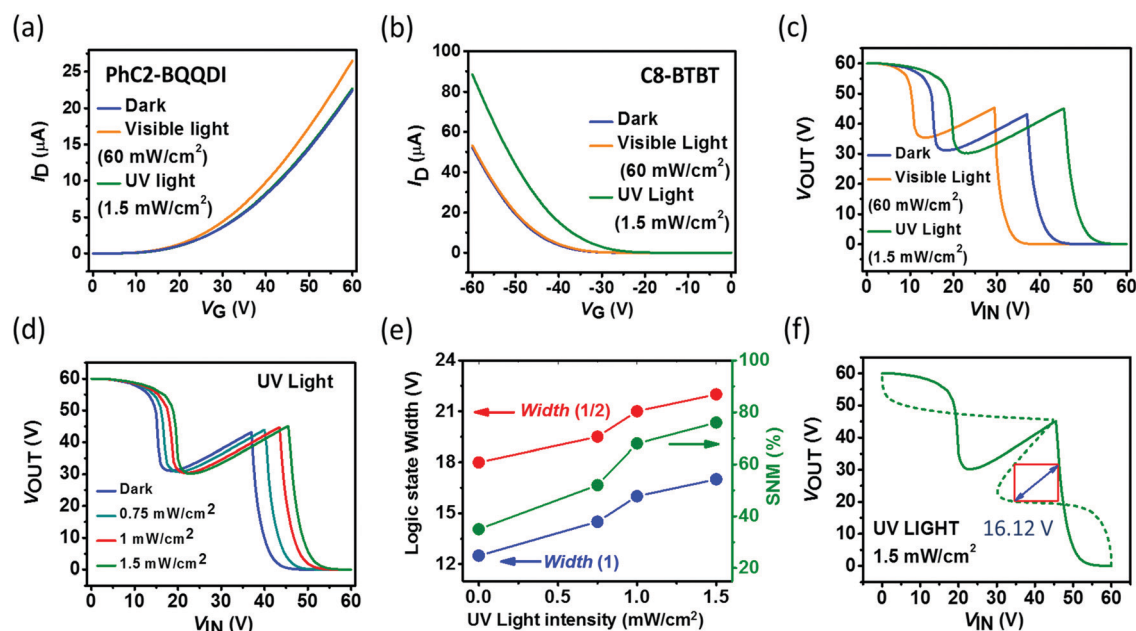 (a)
PhC2-BQQDI
Dark
Visible light
(60 mW/cm²)
UV light
(1.5 mW/cm²)
25
20
15
10
5
0
I_D (μA)
0 10 20 30 40 50 60
V_G (V)
(b)
C8-BTBT
Dark
Visible Light
(60 mW/cm²)
UV Light
(1.5 mW/cm²)
100
80
60
40
20
0
I_D (μA)
-60 -50 -40 -30 -20 -10 0
V_G (V)
(c)
Dark
Visible Light
(60 mW/cm²)
UV Light
(1.5 mW/cm²)
60
50
40
30
20
10
0
V_OUT (V)
0 10 20 30 40 50 60
V_IN (V)
(d)
UV Light
Dark
0.75 mW/cm²
1 mW/cm²
1.5 mW/cm²
60
45
30
15
0
V_OUT (V)
0 10 20 30 40 50 60
V_IN (V)
(e)
Width (1/2)
Width (1)
24
21
18
15
12
Logic state Width (V)
100
80
60
40
20
SNM (%)
0.0 0.5 1.0 1.5
UV Light intensity (mW/cm²)
(f)
UV LIGHT
1.5 mW/cm²
16.12 V
60
50
40
30
20
10
0
V_OUT (V)
0 10 20 30 40 50 60
V_IN (V)